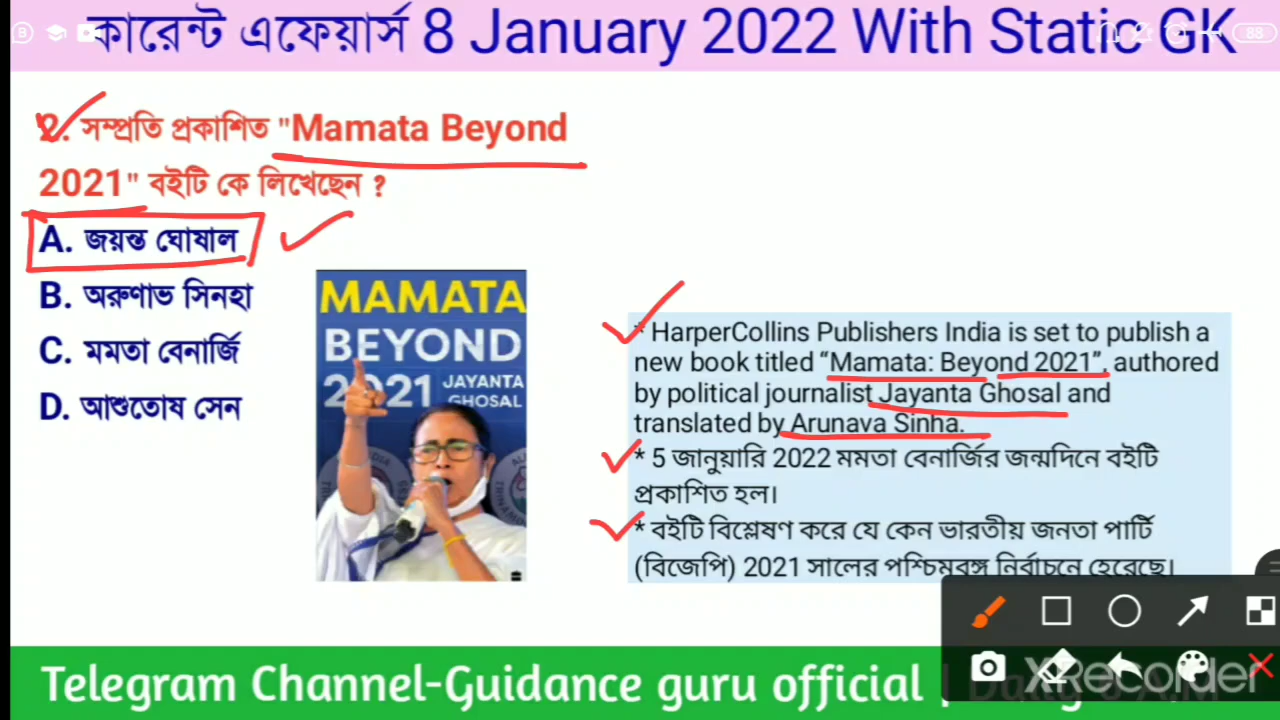 কারেন্ট এফেয়ার্স 8 January 2022 With Static GK
88
2. সম্প্রতি প্রকাশিত "Mamata Beyond
2021" বইটি কে লিখেছেন ?
A. জয়ন্ত ঘোষাল
B. অরুণাভ সিনহা
C. মমতা বেনার্জি
D. আশুতোষ সেন
MAMATA
BEYOND
2021 JAYANTA
GHOSAL
* HarperCollins Publishers India is set to publish a
new book titled “Mamata: Beyond 2021”, authored
by political journalist Jayanta Ghosal and
translated by Arunava Sinha.
* 5 জানুয়ারি 2022 মমতা বেনার্জির জন্মদিনে বইটি
প্রকাশিত হল।
* বইটি বিশ্লেষণ করে যে কেন ভারতীয় জনতা পার্টি
(বিজেপি) 2021 সালের পশ্চিমবঙ্গ নির্বাচনে হেরেছে।
Telegram Channel-Guidance guru official |
XRecorder